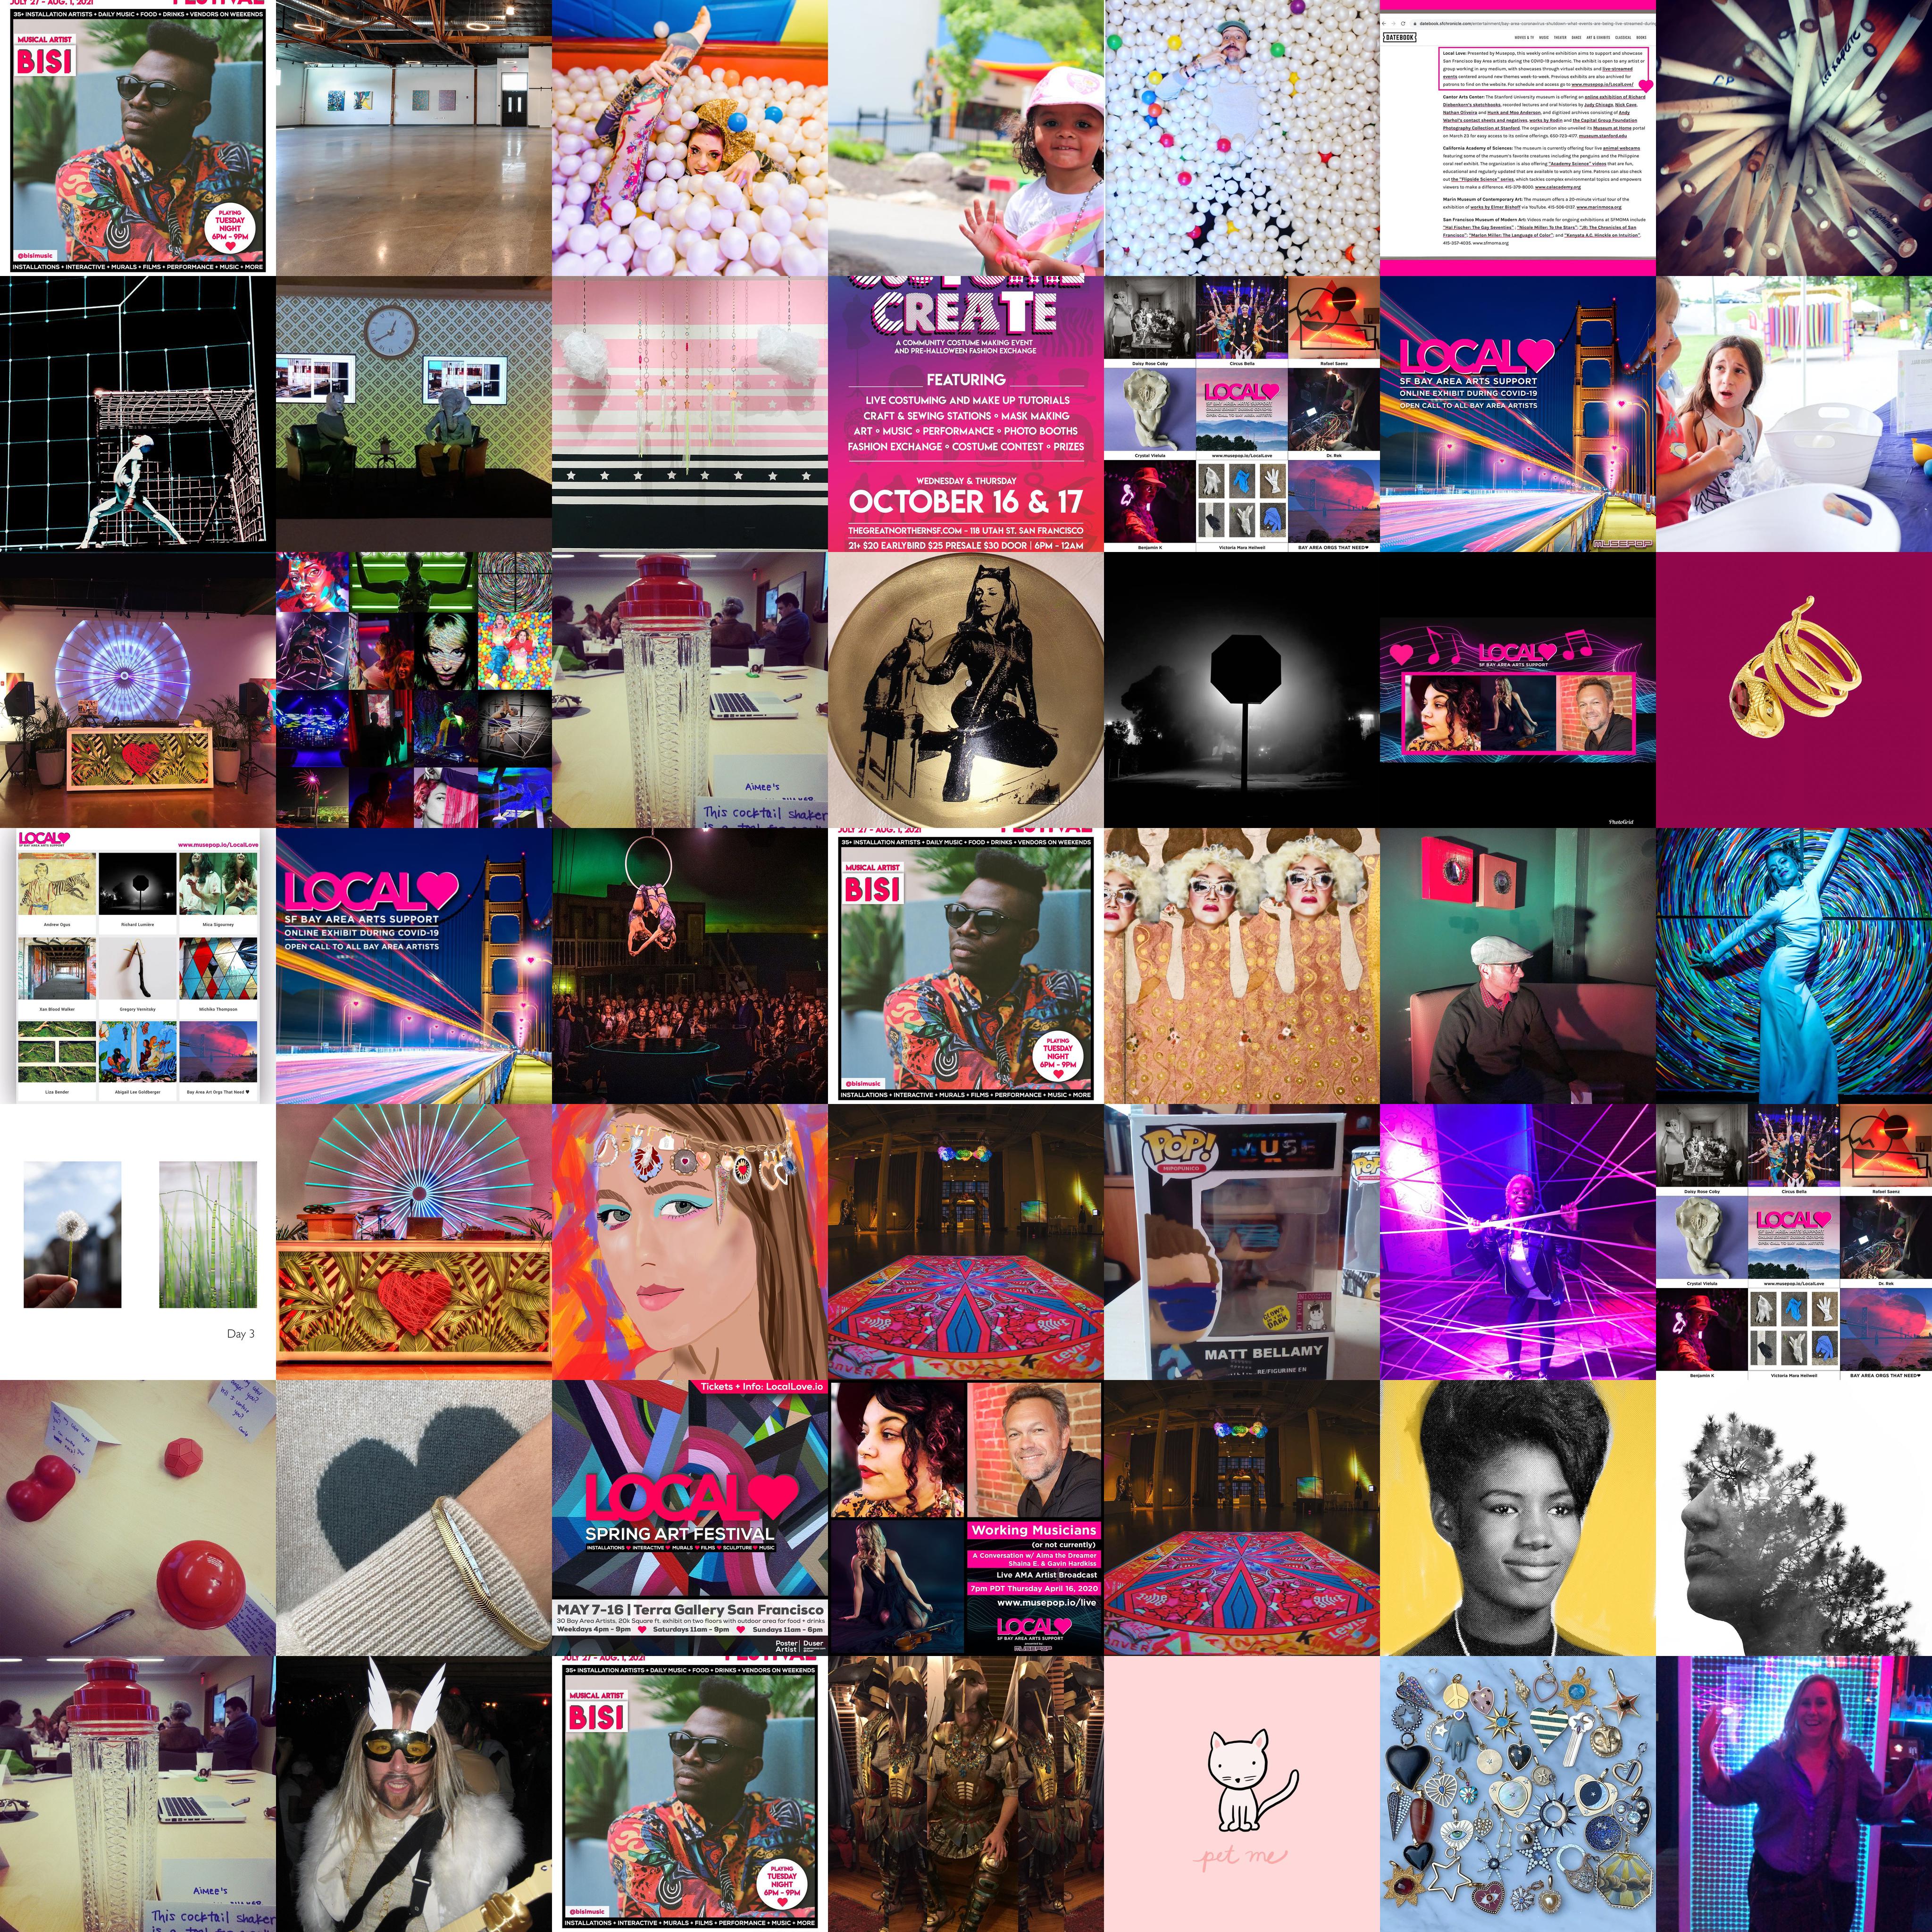 JULY 27 - AUG. 1, 2021
35+ INSTALLATION ARTISTS + DAILY MUSIC + FOOD + DRINKS + VENDORS ON WEEKENDS
MUSICAL ARTIST
BISI
PLAYING
TUESDAY
NIGHT
6PM - 9PM
@bisimusic
INSTALLATIONS + INTERACTIVE + MURALS + FILMS + PERFORMANCE + MUSIC + MORE
DATEBOOK
MOVIES & TV MUSIC THEATER DANCE ART & EXHIBITS CLASSICAL BOOKS
Local Love: Presented by Musepop, this weekly online exhibition aims to support and showcase
San Francisco Bay Area artists during the COVID-19 pandemic. The exhibit is open to any artist or
group working in any medium, with showcases through virtual exhibits and live-streamed
events centered around new themes week-to-week. Previous exhibits are also archived for
patrons to find on the website. For schedule and access go to www.musepop.io/LocalLove/
Cantor Arts Center: The Stanford University museum is offering an online exhibition of Richard
Diebenkorn's sketchbooks, recorded lectures and oral histories by Judy Chicago, Nick Cave,
Nathan Oliveira and Hunk and Moe Anderson, and digitized archives consisting of Andy
Warhol's contact sheets and negatives, works by Rodin and the Capital Group Foundation
Photography Collection at Stanford. The organization also unveiled its Museum at Home portal
on March 23 for easy access to its online offerings. 650-723-4177. museum.stanford.edu
California Academy of Sciences: The museum is currently offering four live animal webcams
featuring some of the museum's favorite creatures including the penguins and the Philippine
coral reef exhibit. The organization is also offering "Academy Science" videos that are fun,
educational and regularly updated that are available to watch any time. Patrons can also check
out the "Flipside Science" series, which tackles complex environmental topics and empowers
viewers to make a difference. 415-379-8000. www.calacademy.org
Marin Museum of Contemporary Art: The museum offers a 20-minute virtual tour of the
exhibition of works by Elmer Bishoff via YouTube. 415-506-0137. www.marinmoca.org
San Francisco Museum of Modern Art: Videos made for ongoing exhibitions at SFMOMA include
"Hal Fischer: The Gay Seventies"; "Nicole Miller: To the Stars"; "JR: The Chronicles of San
Francisco"; "Marlon Miller: The Language of Color"; and "Kenyatta A.C. Hinckle on Intuition".
415-357-4035. www.sfmoma.org
CREATE
A COMMUNITY COSTUME MAKING EVENT
AND PRE-HALLOWEEN FASHION EXCHANGE
FEATURING
LIVE COSTUMING AND MAKE UP TUTORIALS
CRAFT & SEWING STATIONS • MASK MAKING
ART • MUSIC • PERFORMANCE • PHOTO BOOTHS
FASHION EXCHANGE • COSTUME CONTEST • PRIZES
WEDNESDAY & THURSDAY
OCTOBER 16 & 17
THEGREATNORTHERNSF.COM - 118 UTAH ST. SAN FRANCISCO
21+ $20 EARLYBIRD $25 PRESALE $30 DOOR | 6PM - 12AM
Daisy Rose Coby Circus Bella Rafael Saenz
LOCAL
Crystal Vielula www.musepop.io/LocalLove Dr. Rek
Benjamin K Victoria Mara Heilweil BAY AREA ORGS THAT NEED♥
LOCAL
SF BAY AREA ARTS SUPPORT
ONLINE EXHIBIT DURING COVID-19
OPEN CALL TO ALL BAY AREA ARTISTS
MUSEPOP
Aimee's
This cocktail shaker
LOCAL
SF BAY AREA ARTS SUPPORT
PhotoGrid
LOCAL
SF BAY AREA ARTS SUPPORT
www.musepop.io/LocalLove
Andrew Ogus Richard Lumière Mica Sigourney
Xan Blood Walker Gregory Vernitsky Michiko Thompson
Liza Bender Abigail Lee Goldberger Bay Area Art Orgs That Need ♥
LOCAL
SF BAY AREA ARTS SUPPORT
ONLINE EXHIBIT DURING COVID-19
OPEN CALL TO ALL BAY AREA ARTISTS
JULY 27 - AUG. 1, 2021
FESTIVAL
35+ INSTALLATION ARTISTS + DAILY MUSIC + FOOD + DRINKS + VENDORS ON WEEKENDS
MUSICAL ARTIST
BISI
PLAYING
TUESDAY
NIGHT
6PM - 9PM
@bisimusic
INSTALLATIONS + INTERACTIVE + MURALS + FILMS + PERFORMANCE + MUSIC + MORE
Day 3
POP!
MIPOPUNICO
MUSE
GLOWS
DARK
MATT BELLAMY
RE/FIGURINE EN
Daisy Rose Coby Circus Bella Rafael Saenz
LOCAL
Crystal Vielula www.musepop.io/LocalLove Dr. Rek
Benjamin K Victoria Mara Heilweil BAY AREA ORGS THAT NEED♥
Tickets + Info: LocalLove.io
LOCAL
SPRING ART FESTIVAL
INSTALLATIONS ♥ INTERACTIVE ♥ MURALS ♥ FILMS ♥ SCULPTURE ♥ MUSIC
MAY 7-16 | Terra Gallery San Francisco
30 Bay Area Artists, 20k Square ft. exhibit on two floors with outdoor area for food + drinks
Weekdays 4pm - 9pm ♥ Saturdays 11am - 9pm ♥ Sundays 11am - 6pm
Poster Artist | Duser
Working Musicians
(or not currently)
A Conversation w/ Aima the Dreamer
Shaina E. & Gavin Hardkiss
Live AMA Artist Broadcast
7pm PDT Thursday April 16, 2020
www.musepop.io/live
LOCAL
SF BAY AREA ARTS SUPPORT
MUSEPOP
Aimee's
This cocktail shaker
JULY 27 - AUG. 1, 2021
35+ INSTALLATION ARTISTS + DAILY MUSIC + FOOD + DRINKS + VENDORS ON WEEKENDS
MUSICAL ARTIST
BISI
PLAYING
TUESDAY
NIGHT
6PM - 9PM
@bisimusic
INSTALLATIONS + INTERACTIVE + MURALS + FILMS + PERFORMANCE + MUSIC + MORE
pet me